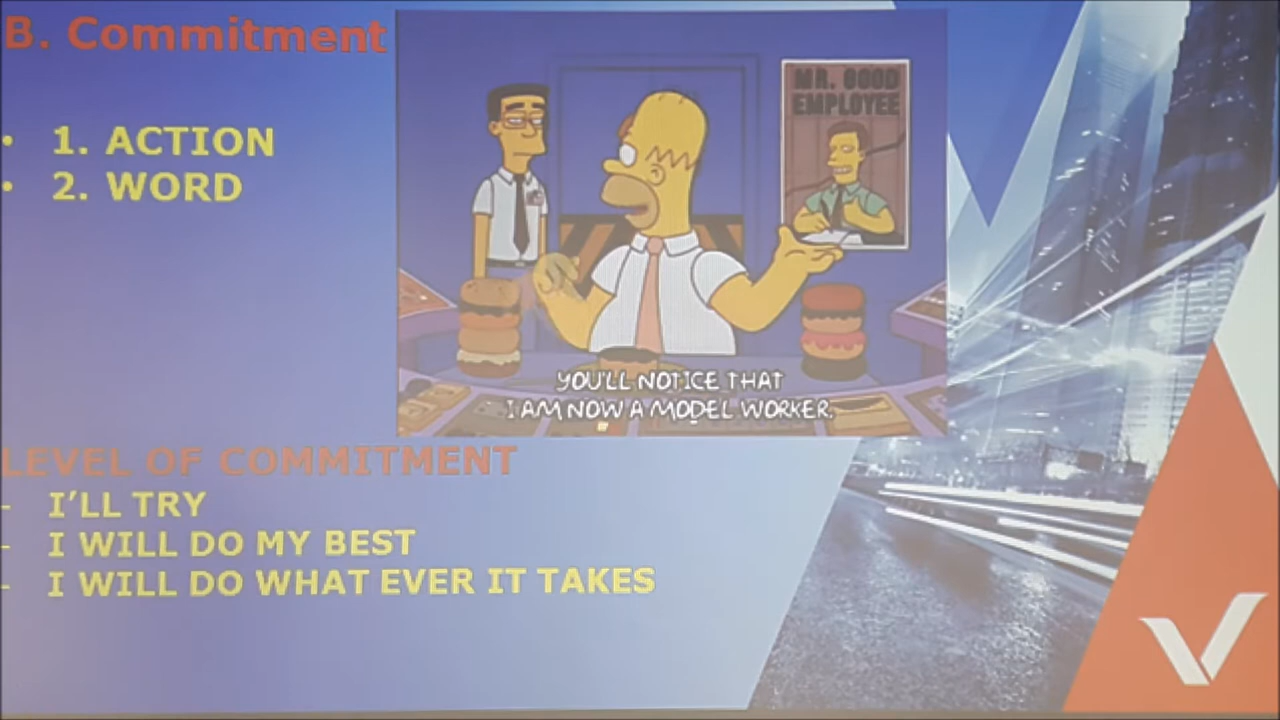 B. Commitment
• 1. ACTION
• 2. WORD
MR. GOOD
EMPLOYEE
YOU'LL NOTICE THAT
I AM NOW A MODEL WORKER.
LEVEL OF COMMITMENT
- I'LL TRY
- I WILL DO MY BEST
- I WILL DO WHAT EVER IT TAKES